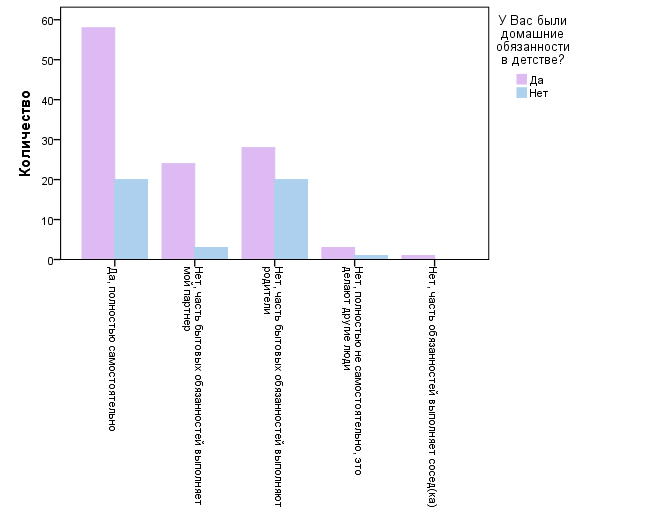 У Вас были
домашние
обязанности
в детстве?
Да
Нет
Количество
60
50
40
30
20
10
0
Да, полностью самостоятельно
Нет, часть бытовых обязанностей выполняет
мой партнер
Нет, часть бытовых обязанностей выполняют
родители
Нет, полностью не самостоятельно, это
делают другие люди
Нет, часть обязанностей выполняет сосед(ка)